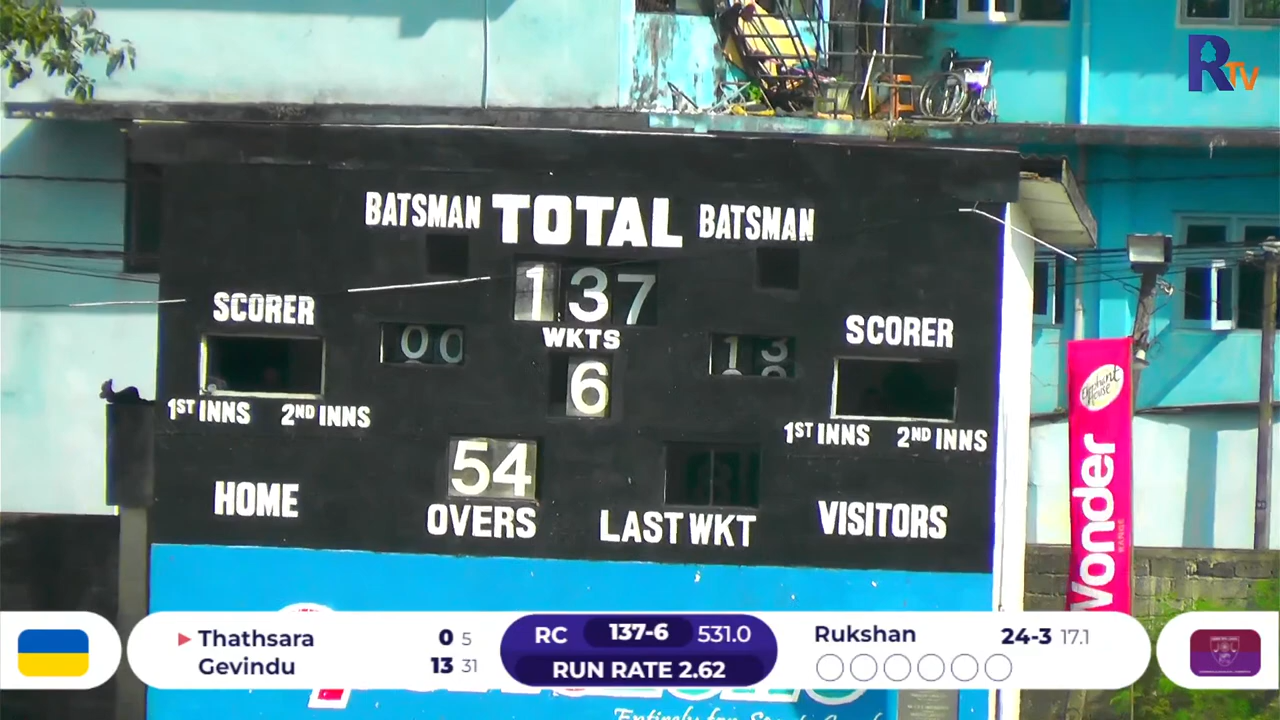 RTV
BATSMAN TOTAL BATSMAN
137
SCORER
WKTS
SCORER
00
13
6
1ST INNS 2ND INNS
1ST INNS 2ND INNS
54
HOME
OVERS
LAST WKT
VISITORS
Elephant House
Wonder
Thathsara 0 5
Gevindu 13 31
RC 137-6 531.0
RUN RATE 2.62
Rukshan 24-3 17.1